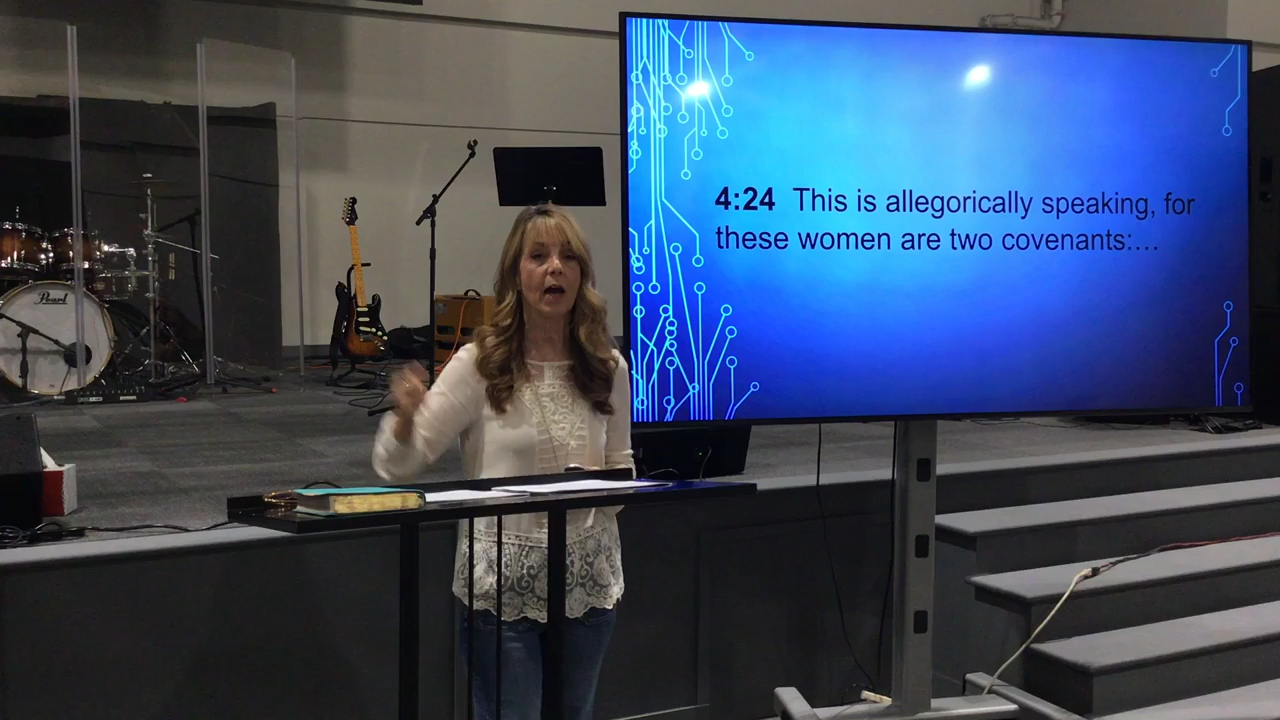 4:24 This is allegorically speaking, for
these women are two covenants:…
Pearl